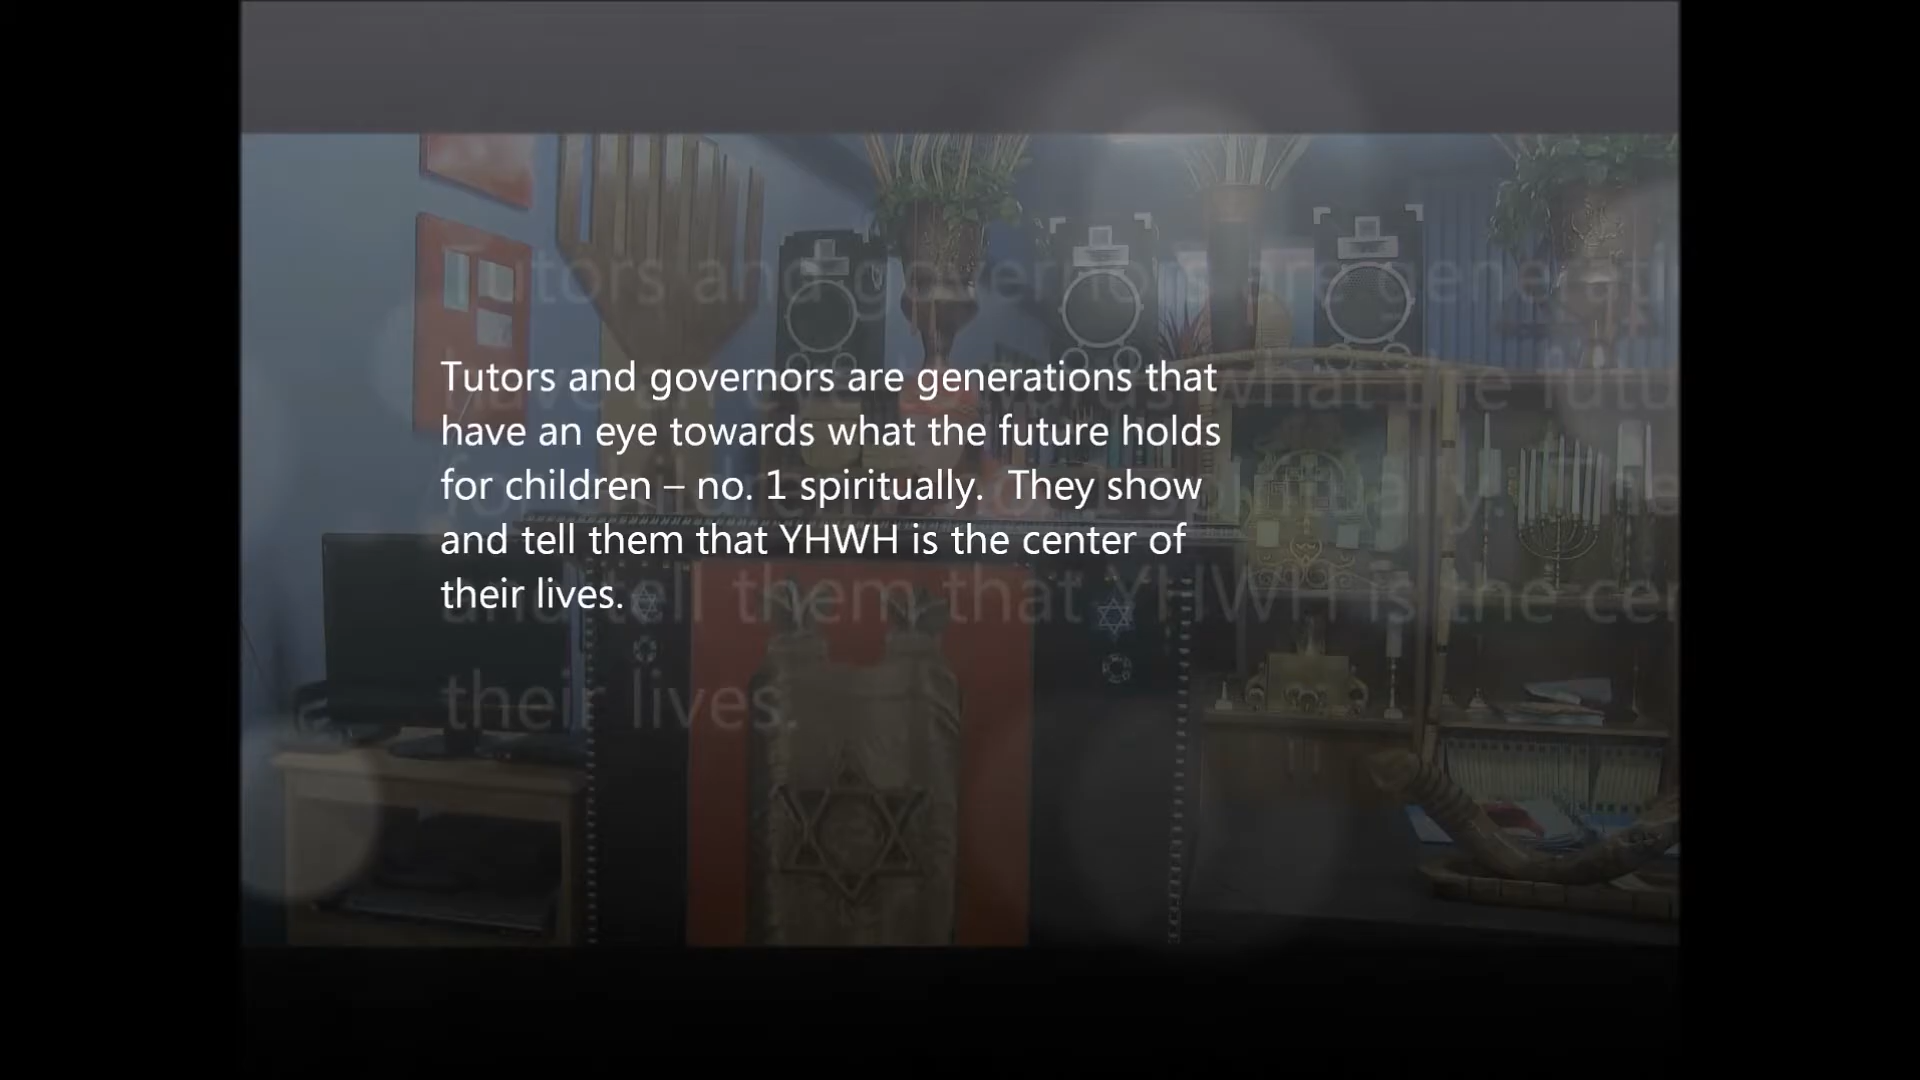 Tutors and governors are generations that
have an eye towards what the future holds
for children – no. 1 spiritually.  They show
and tell them that YHWH is the center of
their lives.